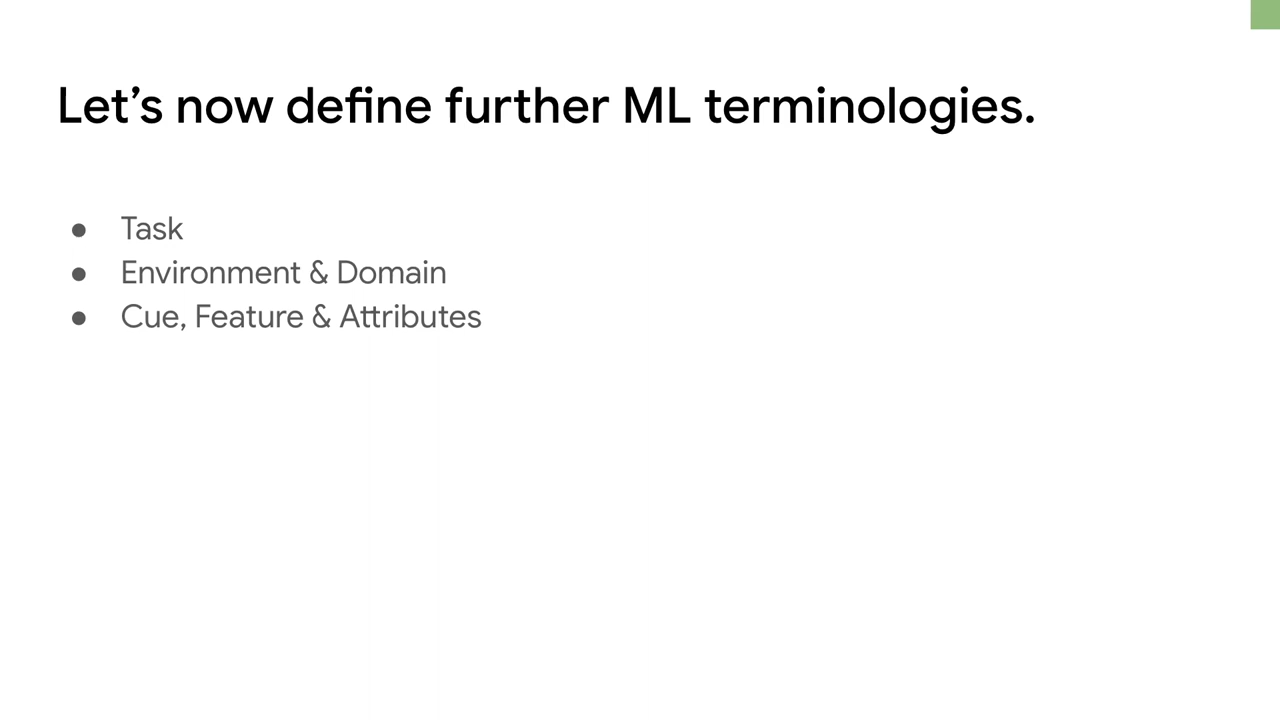 Let’s now define further ML terminologies.
● Task
● Environment & Domain
● Cue, Feature & Attributes